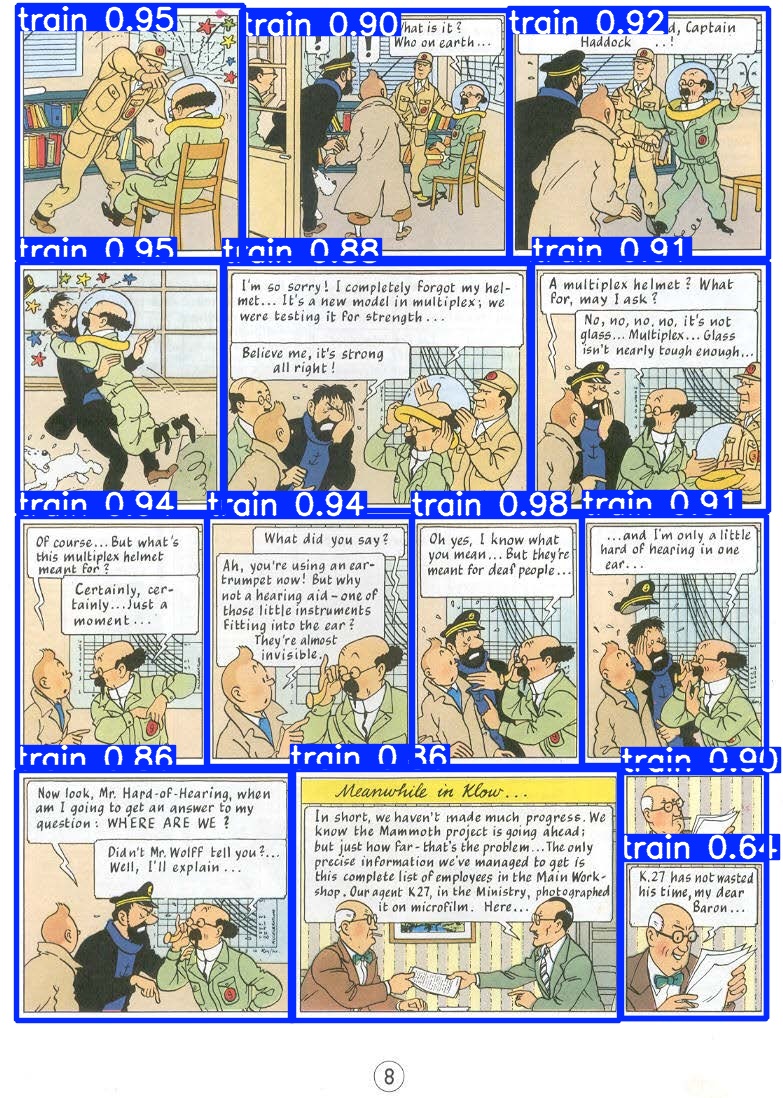 train 0.95
train 0.90
What is it?
Who on earth...
!
!
train 0.92
d, Captain
Haddock ...!
train 0.95
train 0.88
I'm so sorry! I completely forgot my hel-
met... It's a new model in multiplex; we
were testing it for strength...
Believe me, it's strong
all right!
train 0.91
A multiplex helmet? What
for, may I ask?
No, no, no, no, it's not
glass... Multiplex... Glass
isn't nearly tough enough...
train 0.94
Of course... But what's
this multiplex helmet
meant for?
Certainly, cer-
tainly... Just a
moment...
train 0.94
What did you say?
Ah, you're using an ear-
trumpet now! But why
not a hearing aid - one of
those little instruments
fitting into the ear?
They're almost
invisible.
train 0.98
Oh yes, I know what
you mean... But they're
meant for deaf people...
train 0.91
...and I'm only a little
hard of hearing in one
ear...
train 0.86
Now look, Mr. Hard-of-Hearing, when
am I going to get an answer to my
question: WHERE ARE WE?
Didn't Mr. Wolff tell you?...
Well, I'll explain...
train 0.86
Meanwhile in Klow...
In short, we haven't made much progress. We
know the Mammoth project is going ahead;
but just how far - that's the problem... The only
precise information we've managed to get is
this complete list of employees in the Main Work-
shop. Our agent K.27, in the Ministry, photographed
it on microfilm. Here...
train 0.90
train 0.64
K.27 has not wasted
his time, my dear
Baron...
8